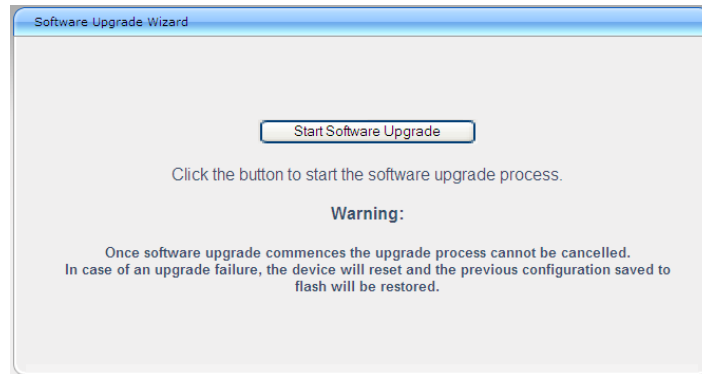 Software Upgrade Wizard
Start Software Upgrade
Click the button to start the software upgrade process.
Warning:
Once software upgrade commences the upgrade process cannot be cancelled.
In case of an upgrade failure, the device will reset and the previous configuration saved to
flash will be restored.